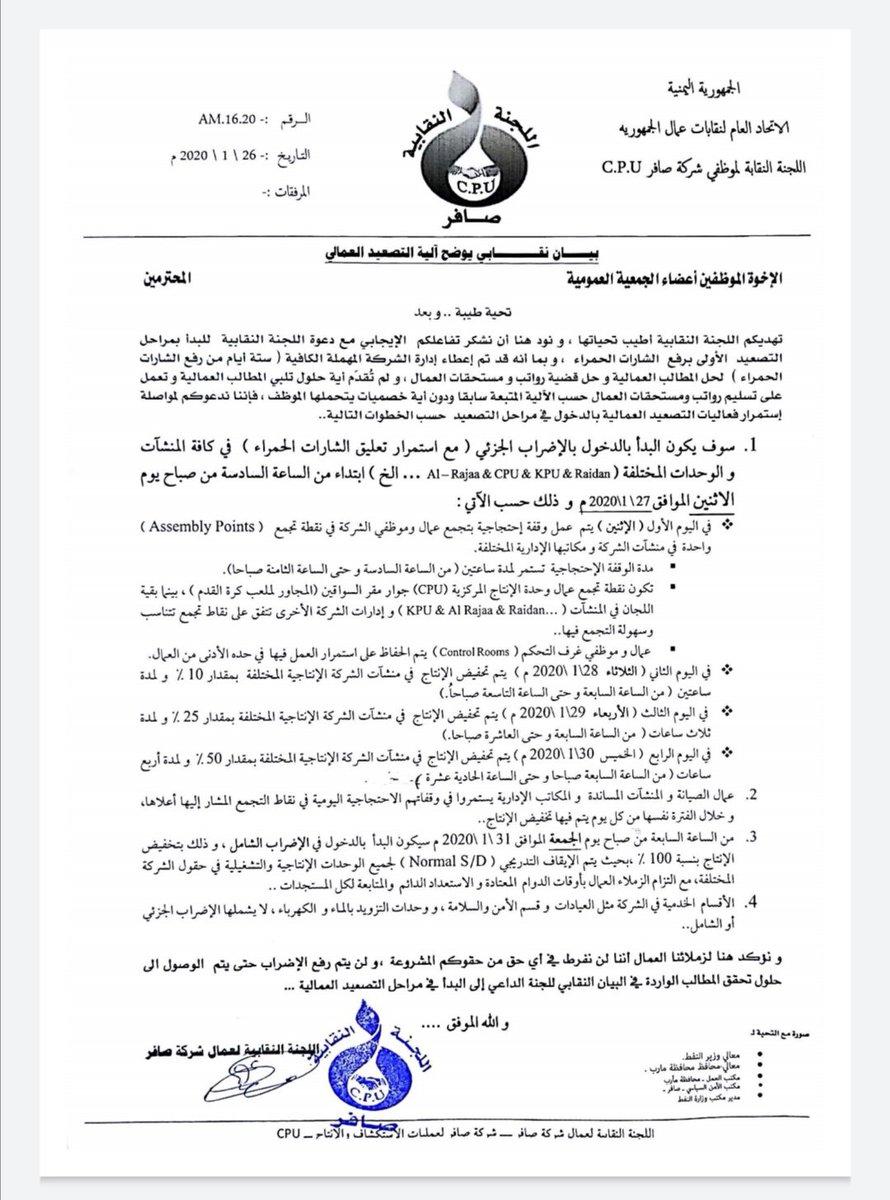 الجمهورية اليمنية
الاتحاد العام لنقابات عمال الجمهوريه
اللجنة النقابة لموظفي شركة صافر C.P.U
اللجنة النقابية
C.P.U
صافر
الرقم :- AM.16.20
التاريخ :- 26 \ 1 \ 2020 م
المرفقات :-
بيـــان نقـــــابي يوضح آلية التصعيد العمالي
الإخوة الموظفين أعضاء الجمعية العمومية المحترمين
تحية طيبة .. و بعد
تهديكم اللجنة النقابية أطيب تحياتها ، و نود هنا أن نشكر تفاعلكم الإيجابي مع دعوة اللجنة النقابية للبدأ بمراحل
التصعيد الأولى برفع الشارات الحمراء ، و بما أنه قد تم إعطاء إدارة الشركة المهملة الكافية ( ستة أيام من رفع الشارات
الحمراء ) لحل المطالب العمالية و حل قضية رواتب و مستحقات العمال ، و لم تُقدّم أية حلول تلبي المطالب العمالية و تعمل
على تسليم رواتب ومستحقات العمال حسب الآلية المتبعة سابقا ودون أية خصميات يتحملها الموظف ، فإننا ندعوكم لمواصلة
إستمرار فعاليات التصعيد العمالية بالدخول في مراحل التصعيد حسب الخطوات التالية..
1. سوف يكون البدأ بالدخول بالإضراب الجزئي ( مع استمرار تعليق الشارات الحمراء ) في كافة المنشآت
و الوحدات المختلفة ( Al–Rajaa & CPU & KPU & Raidan ... الخ ) ابتداء من الساعة السادسة من صباح يوم
الاثنين الموافق 27\1\2020 م و ذلك حسب الآتي :
❖ في اليوم الأول ( الإثنين ) يتم عمل وقفة إحتجاجية بتجمع عمال وموظفي الشركة في نقطة تجمع ( Assembly Points )
واحدة في منشآت الشركة و مكاتبها الإدارية المختلفة.
▪ مدة الوقفة الإحتجاجية تستمر لمدة ساعتين ( من الساعة السادسة و حتى الساعة الثامنة صباحا).
▪ تكون نقطة تجمع عمال وحدة الإنتاج المركزية (CPU) جوار مقر السواقين (المجاور لملعب كرة القدم ) ، بينما بقية
اللجان في المنشآت ( ...KPU & Al Rajaa & Raidan ) و إدارات الشركة الأخرى تتفق على نقاط تجمع تتناسب
وسهولة التجمع فيها..
▪ عمال و موظفي غرف التحكم ( Control Rooms ) يتم الحفاظ على استمرار العمل فيها في حده الأدنى من العمال.
❖ في اليوم الثاني ( الثلاثاء 28\1\2020 م ) يتم تخفيض الإنتاج في منشآت الشركة الإنتاجية المختلفة بمقدار 10 ٪ و لمدة
ساعتين ( من الساعة السابعة و حتى الساعة التاسعة صباحاً.)
❖ في اليوم الثالث ( الأربعاء 29\1\2020 م ) يتم تخفيض الإنتاج في منشآت الشركة الإنتاجية المختلفة بمقدار 25 ٪ و لمدة
ثلاث ساعات ( من الساعة السابعة و حتى العاشرة صباحا.)
❖ في اليوم الرابع ( الخميس 30\1\2020 م ) يتم تخفيض الإنتاج في منشآت الشركة الإنتاجية المختلفة بمقدار 50 ٪ و لمدة أربع
ساعات ( من الساعة السابعة صباحا و حتى الساعة الحادية عشرة
2. عمال الصيانة و المنشآت المساندة و المكاتب الإدارية يستمروا في وقفاتهم الاحتجاجية اليومية في نقاط التجمع المشار إليها أعلاها،
و خلال الفترة نفسها من كل يوم يتم فيها تخفيض الإنتاج..
3. من الساعة السابعة من صباح يوم الجمعة الموافق 31 \1\ 2020 م سيكون البدأ بالدخول في الإضراب الشامل ، و ذلك بتخفيض
الإنتاج بنسبة 100 ٪ ،بحيث يتم الإيقاف التدريجي ( Normal S/D ) لجميع الوحدات الإنتاجية والتشغيلية في حقول الشركة
المختلفة، مع التزام الزملاء العمال بأوقات الدوام المعتادة و الاستعداد الدائم والمتابعة لكل المستجدات ..
4. الأقسام الخدمية في الشركة مثل العيادات و قسم الأمن والسلامة ، و وحدات التزويد بالماء و الكهرباء ، لا يشملها الإضراب الجزئي
أو الشامل..
و نؤكد هنا لزملائنا العمال أننا لن نفرط في أي حق من حقوكم المشروعة ،و لن يتم رفع الإضراب حتى يتم الوصول الى
حلول تحقق المطالب الواردة في البيان النقابي للجنة الداعي إلى البدأ في مراحل التصعيد العمالية ...
و الله الموفق ....
اللجنة النقابية لعمال شركة صافر
اللجنة النقابية
C.P.U
صافر
صورة مع التحية لـ
● معالي وزير النفط.
● معالي محافظ محافظة مارب .
● مكتب العمل ـ محافظة مأرب
● مكتب الأمن السياسي ـ صافر .
● مدير مكتب وزارة النفط
اللجنة النقابية لعمال شركة صافر ــ شركة صافر لعمليات الاستكشاف والإنتاج ــ CPU